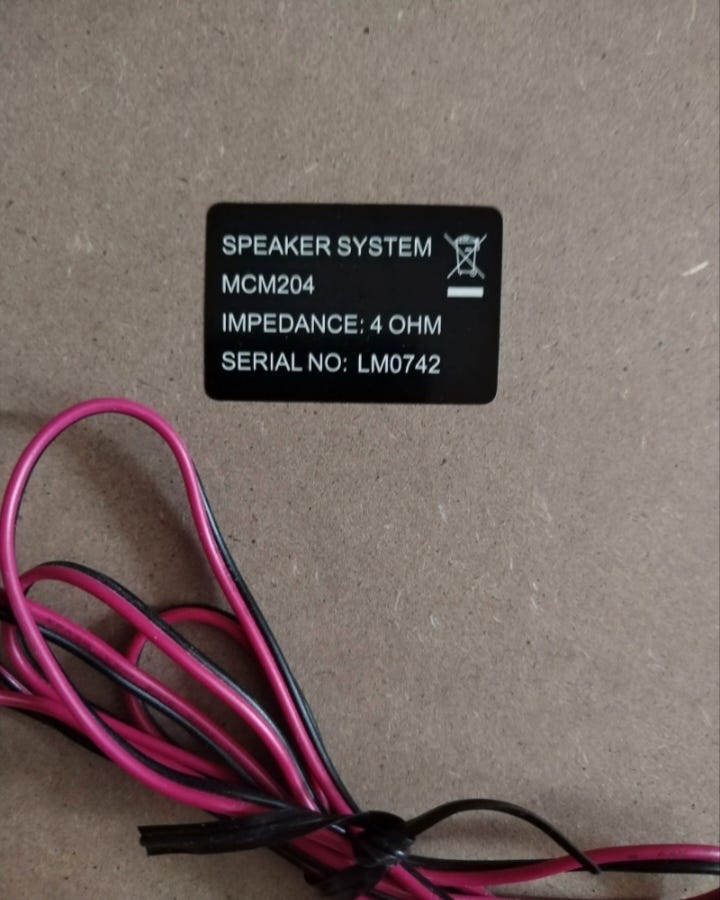 SPEAKER SYSTEM
MCM204
IMPEDANCE: 4 OHM
SERIAL NO: LM0742